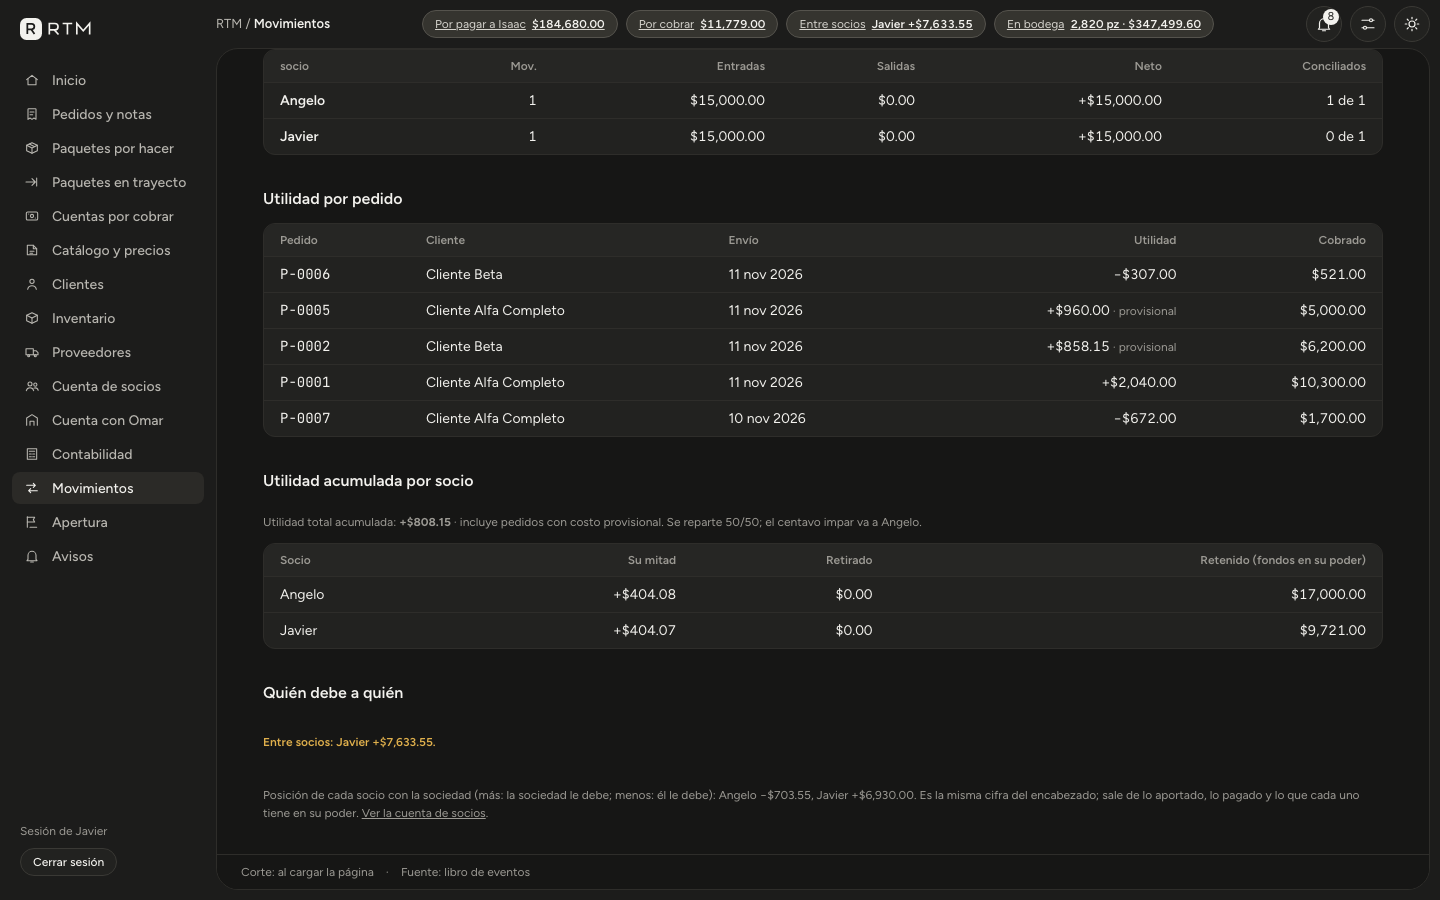 R RTM
RTM / Movimientos
Por pagar a Isaac $184,680.00
Por cobrar $11,779.00
Entre socios Javier +$7,633.55
En bodega 2,820 pz · $347,499.60
8
Inicio
Pedidos y notas
Paquetes por hacer
Paquetes en trayecto
Cuentas por cobrar
Catálogo y precios
Clientes
Inventario
Proveedores
Cuenta de socios
Cuenta con Omar
Contabilidad
Movimientos
Apertura
Avisos
Sesión de Javier
Cerrar sesión
socio Mov. Entradas Salidas Neto Conciliados
Angelo 1 $15,000.00 $0.00 +$15,000.00 1 de 1
Javier 1 $15,000.00 $0.00 +$15,000.00 0 de 1
Utilidad por pedido
Pedido Cliente Envío Utilidad Cobrado
P-0006 Cliente Beta 11 nov 2026 −$307.00 $521.00
P-0005 Cliente Alfa Completo 11 nov 2026 +$960.00 · provisional $5,000.00
P-0002 Cliente Beta 11 nov 2026 +$858.15 · provisional $6,200.00
P-0001 Cliente Alfa Completo 11 nov 2026 +$2,040.00 $10,300.00
P-0007 Cliente Alfa Completo 10 nov 2026 −$672.00 $1,700.00
Utilidad acumulada por socio
Utilidad total acumulada: +$808.15 · incluye pedidos con costo provisional. Se reparte 50/50; el centavo impar va a Angelo.
Socio Su mitad Retirado Retenido (fondos en su poder)
Angelo +$404.08 $0.00 $17,000.00
Javier +$404.07 $0.00 $9,721.00
Quién debe a quién
Entre socios: Javier +$7,633.55.
Posición de cada socio con la sociedad (más: la sociedad le debe; menos: él le debe): Angelo −$703.55, Javier +$6,930.00. Es la misma cifra del encabezado; sale de lo aportado, lo pagado y lo que cada uno
tiene en su poder. Ver la cuenta de socios.
Corte: al cargar la página · Fuente: libro de eventos